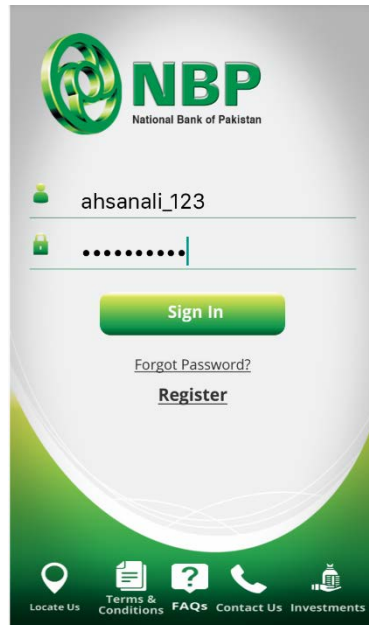 NBP
National Bank of Pakistan
ahsanali_123
••••••••••
Sign In
Forgot Password?
Register
Locate Us
Terms &
Conditions
FAQs
Contact Us
Investments